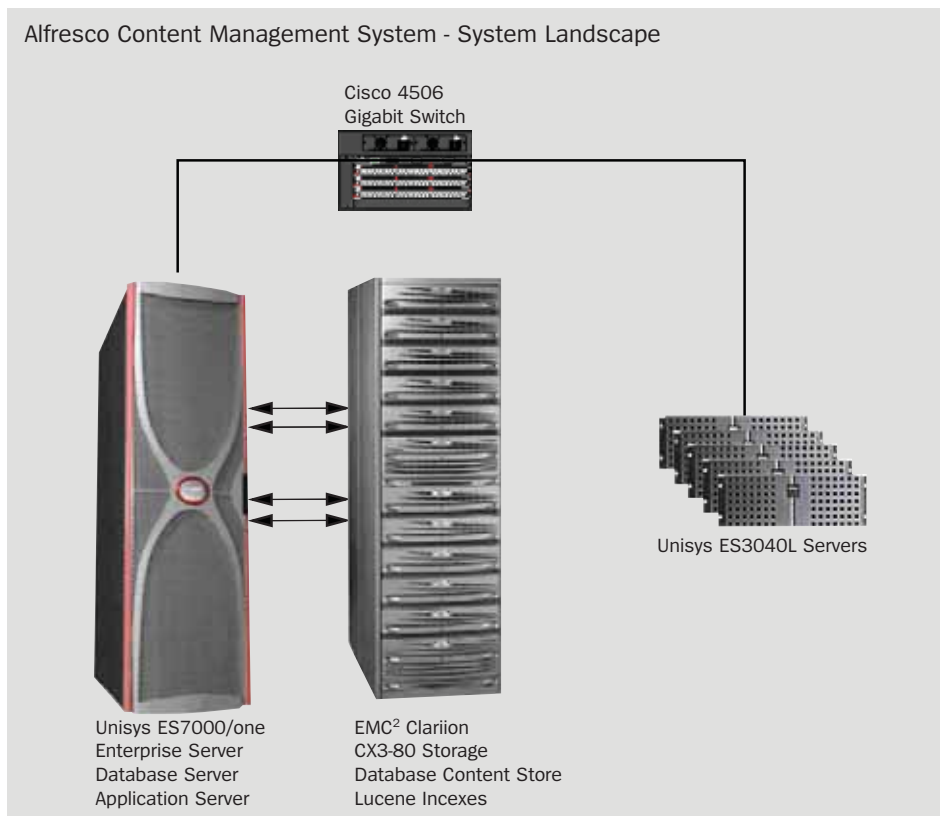 Alfresco Content Management System - System Landscape
Cisco 4506
Gigabit Switch
Unisys ES3040L Servers
Unisys ES7000/one
Enterprise Server
Database Server
Application Server
EMC² Clariion
CX3-80 Storage
Database Content Store
Lucene Incexes